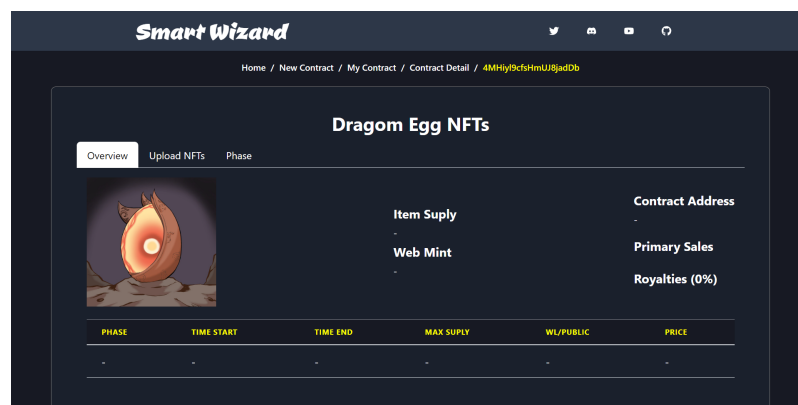 Smart Wizard
Home / New Contract / My Contract / Contract Detail / 4MHiyl9cfsHmUJ8jadDb
Dragom Egg NFTs
Overview Upload NFTs Phase
Item Suply
-
Web Mint
-
Contract Address
-
Primary Sales
Royalties (0%)
PHASE TIME START TIME END MAX SUPLY WL/PUBLIC PRICE
- - - - - -